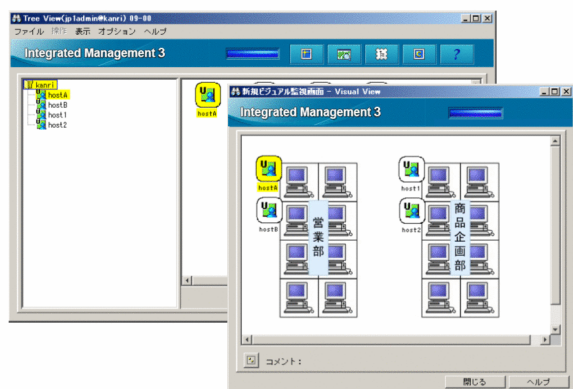 Tree View(jp1admin@kanri) 09-00
ファイル 操作 表示 オプション ヘルプ
Integrated Management 3
?
kanri
hostA
hostB
host1
host2
hostA
新規ビジュアル監視画面 - Visual View
Integrated Management 3
hostA
host1
hostB
host2
営業部
商品企画部
コメント：
閉じる
ヘルプ